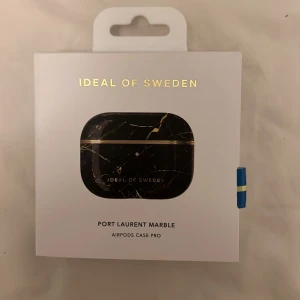 IDEAL OF SWEDEN
IDEAL OF SWEDEN
PORT LAURENT MARBLE
AIRPODS CASE PRO